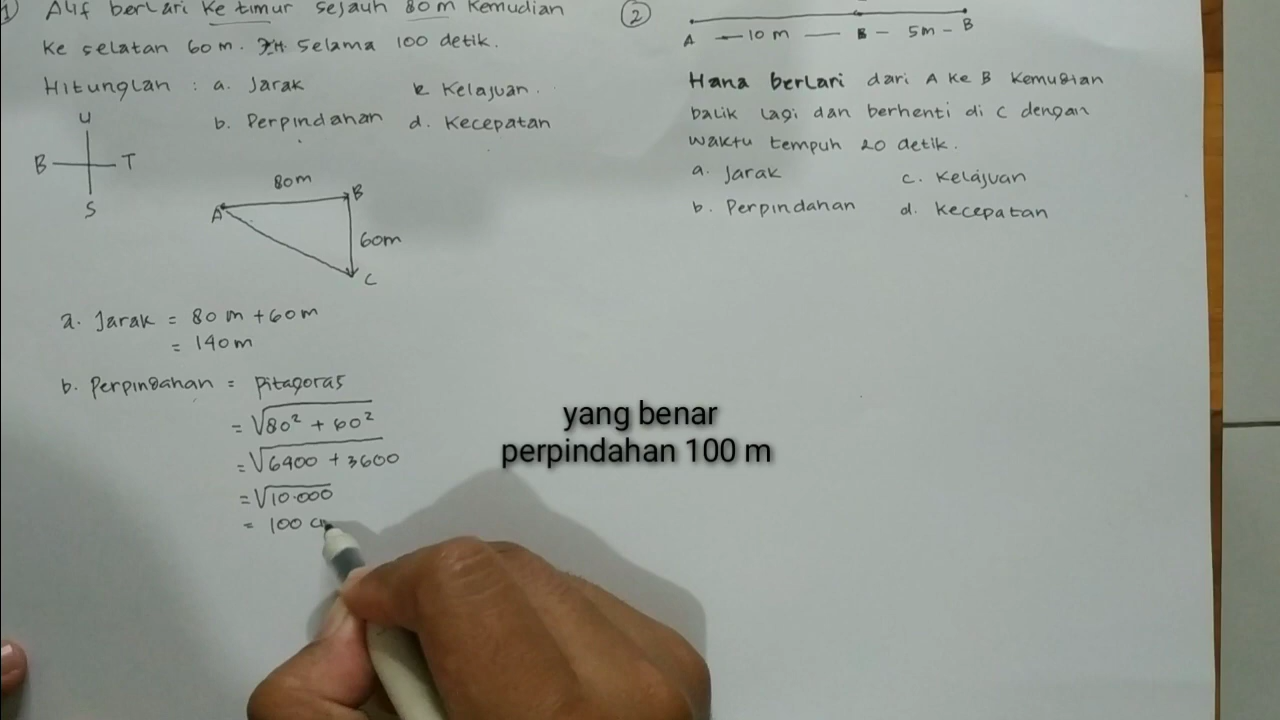 1) Alif berlari ke timur sejauh 80 m kemudian
ke selatan 60 m. selama 100 detik.
Hitunglan : a. Jarak k Kelajuan.
b. Perpindahan d. Kecepatan
U
B T
S
80m
A B
60m
C
a. Jarak = 80 m + 60m
= 140 m
b. Perpindahan = pitagoras
= √80² + 60²
= √6400 + 3600
= √10.000
= 100 cm
2
A — 10 m — B - 5m - B
Hana berlari dari A ke B kemudian
balik lagi dan berhenti di C dengan
waktu tempuh 20 detik.
a. Jarak c. Kelajuan
b. Perpindahan d. kecepatan
yang benar
perpindahan 100 m